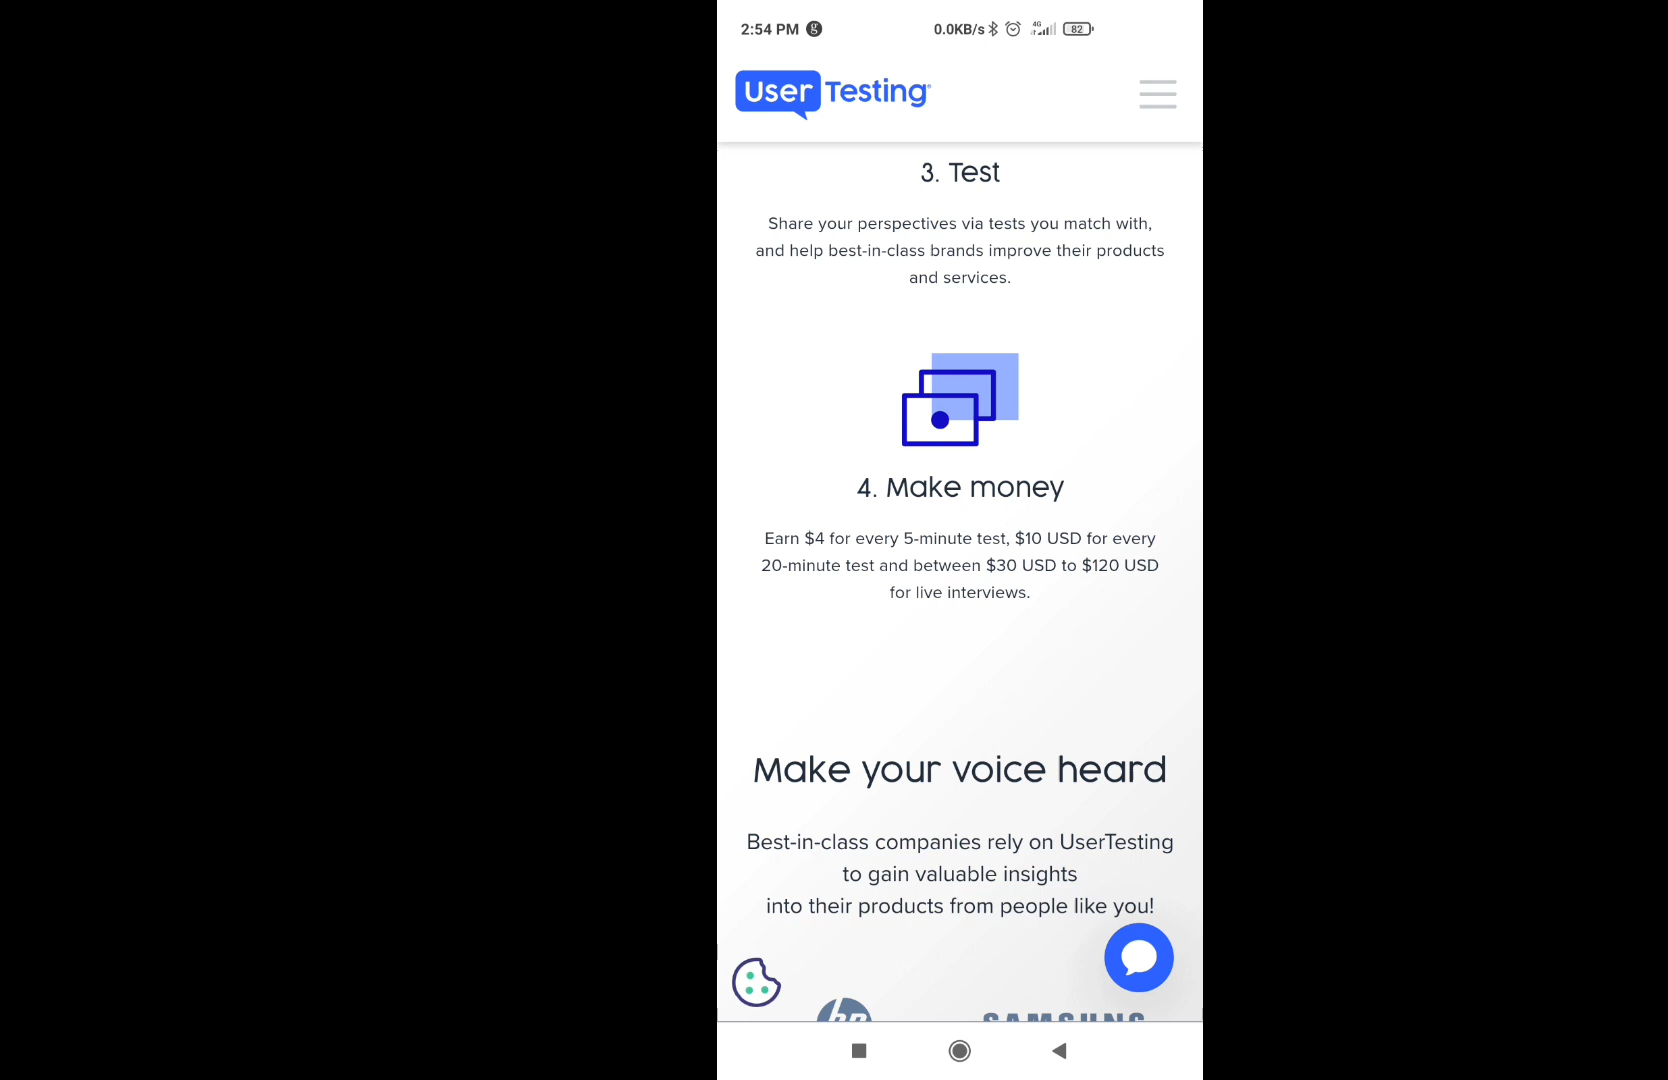 2:54 PM g 0.0KB/s 4G 82
User Testing
3. Test
Share your perspectives via tests you match with,
and help best-in-class brands improve their products
and services.
4. Make money
Earn $4 for every 5-minute test, $10 USD for every
20-minute test and between $30 USD to $120 USD
for live interviews.
Make your voice heard
Best-in-class companies rely on UserTesting
to gain valuable insights
into their products from people like you!
hp SAMSUNG